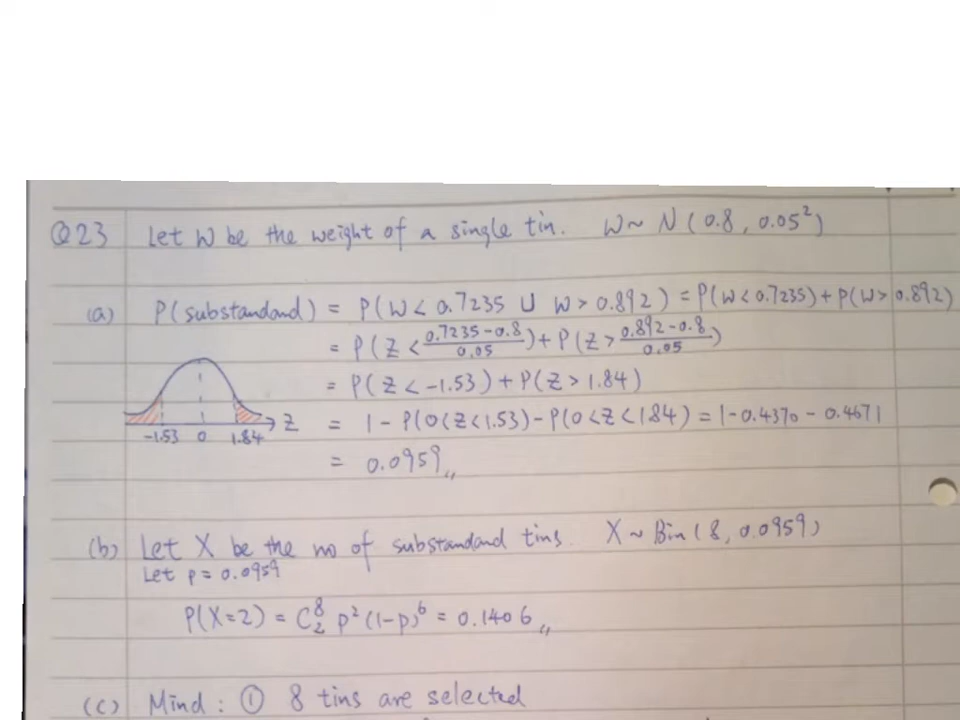 Q23 Let W be the weight of a single tin. W ~ N(0.8, 0.05²)
(a) P(substandand) = P(W < 0.7235 ∪ W > 0.892) = P(W < 0.7235) + P(W > 0.892)
= P(Z < (0.7235-0.8)/0.05) + P(Z > (0.892-0.8)/0.05)
= P(Z < -1.53) + P(Z > 1.84)
-1.53 0 1.84 Z = 1 - P(0<Z<1.53) - P(0<Z<1.84) = 1-0.4370 - 0.4671
= 0.0959
(b) Let X be the no of substandand tins. X ~ Bin(8, 0.0959)
Let p = 0.0959
P(X=2) = C⁸₂ p² (1-p)⁶ = 0.1406
(c) Mind: ① 8 tins are selected